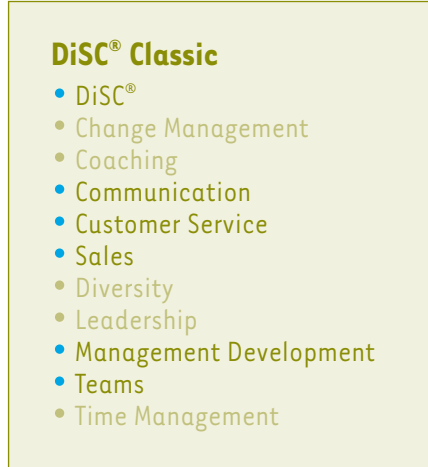 DiSC® Classic
• DiSC®
• Change Management
• Coaching
• Communication
• Customer Service
• Sales
• Diversity
• Leadership
• Management Development
• Teams
• Time Management